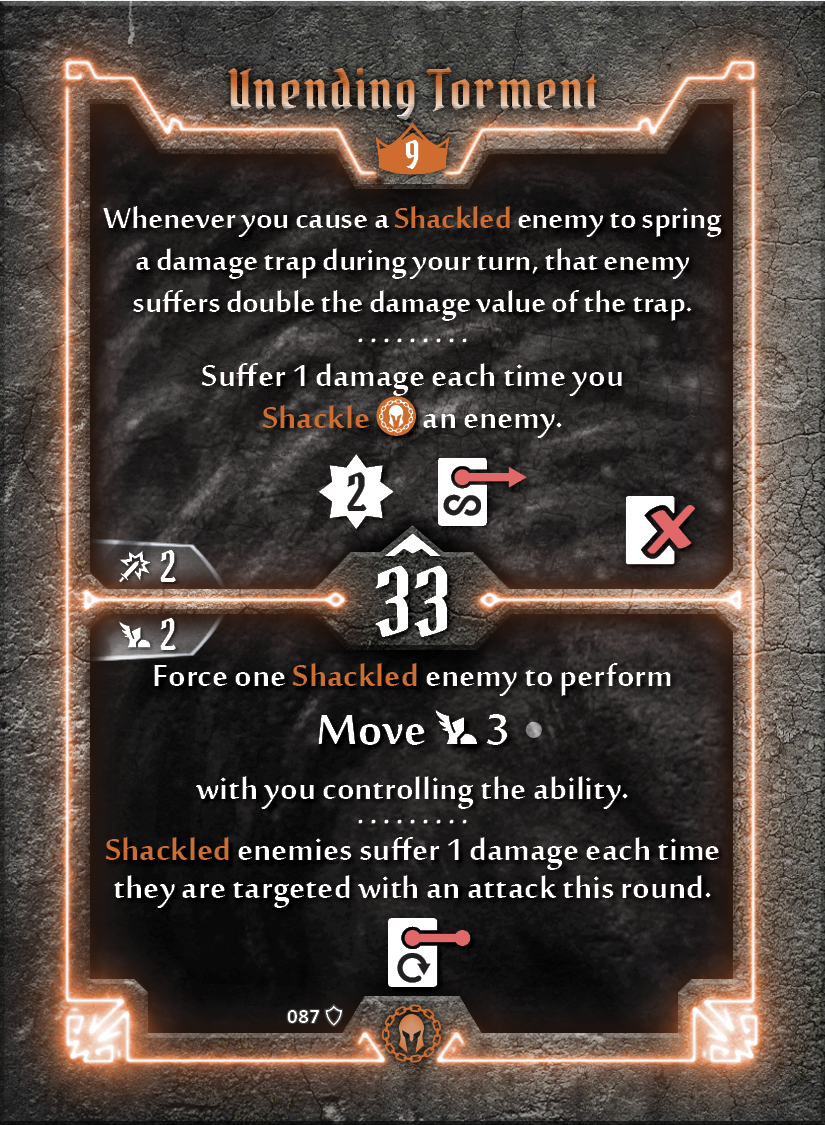 Unending Torment
9
Whenever you cause a Shackled enemy to spring
a damage trap during your turn, that enemy
suffers double the damage value of the trap.
Suffer 1 damage each time you
Shackle an enemy.
2
2
33
2
Force one Shackled enemy to perform
Move 3
with you controlling the ability.
Shackled enemies suffer 1 damage each time
they are targeted with an attack this round.
087